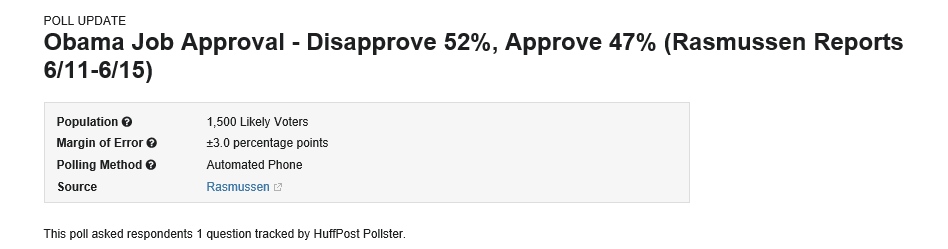 POLL UPDATE
Obama Job Approval - Disapprove 52%, Approve 47% (Rasmussen Reports
6/11-6/15)
Population 1,500 Likely Voters
Margin of Error ±3.0 percentage points
Polling Method Automated Phone
Source Rasmussen
This poll asked respondents 1 question tracked by HuffPost Pollster.